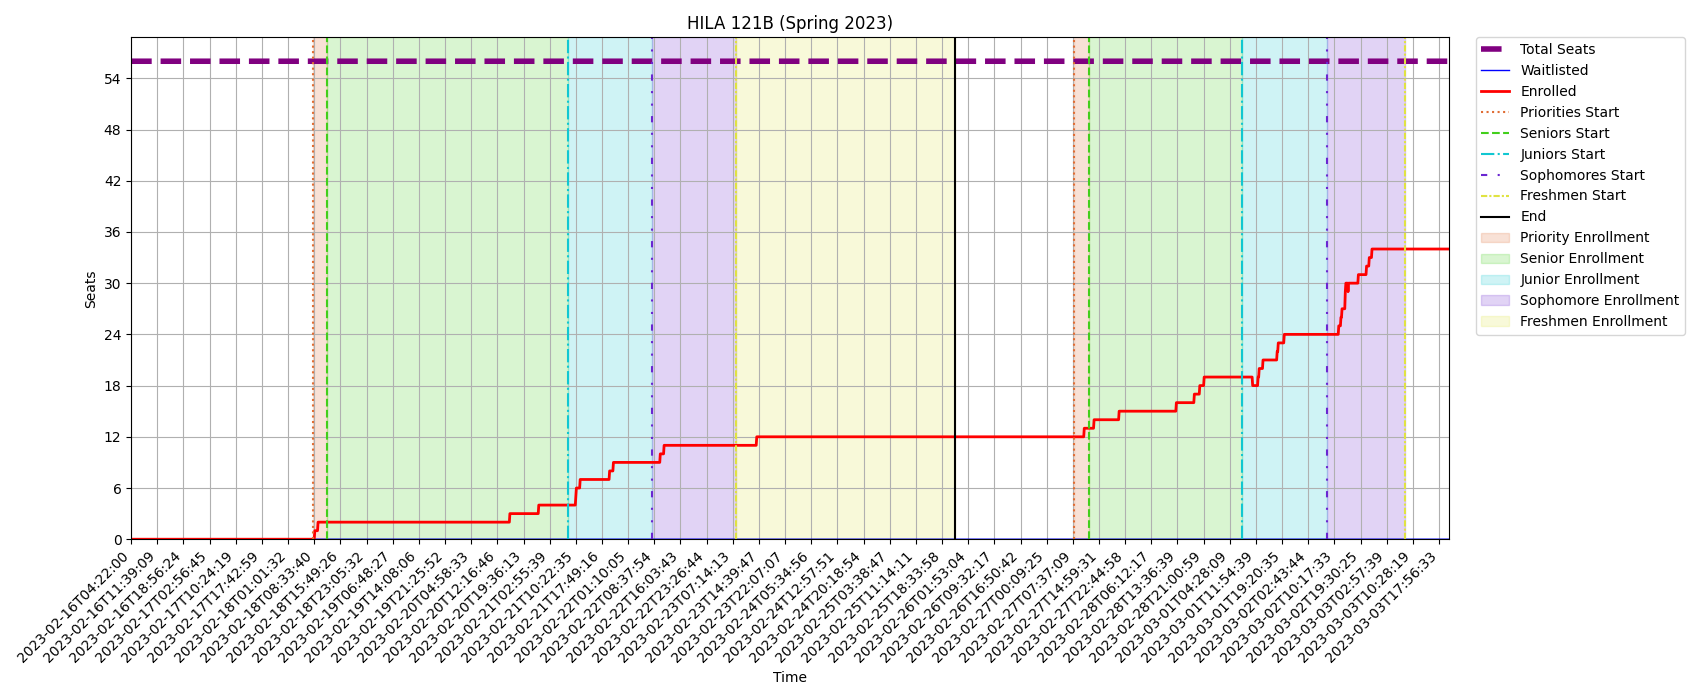 HILA 121B (Spring 2023)
Seats
54
48
42
36
30
24
18
12
6
0
2023-02-16T04:22:00
2023-02-16T11:39:09
2023-02-16T18:56:24
2023-02-17T02:56:45
2023-02-17T10:24:19
2023-02-17T17:42:59
2023-02-18T01:01:32
2023-02-18T08:33:40
2023-02-18T15:49:26
2023-02-18T23:05:32
2023-02-19T06:48:27
2023-02-19T14:08:06
2023-02-19T21:25:52
2023-02-20T04:58:33
2023-02-20T12:16:46
2023-02-20T19:36:13
2023-02-21T02:55:39
2023-02-21T10:22:35
2023-02-21T17:49:16
2023-02-22T01:10:05
2023-02-22T08:37:54
2023-02-22T16:03:43
2023-02-22T23:26:44
2023-02-23T07:14:13
2023-02-23T14:39:47
2023-02-23T22:07:07
2023-02-24T05:34:56
2023-02-24T12:57:51
2023-02-24T20:18:54
2023-02-25T03:38:47
2023-02-25T11:14:11
2023-02-25T18:33:58
2023-02-26T01:53:04
2023-02-26T09:32:17
2023-02-26T16:50:42
2023-02-27T00:09:25
2023-02-27T07:37:09
2023-02-27T14:59:31
2023-02-27T22:44:58
2023-02-28T06:12:17
2023-02-28T13:36:39
2023-02-28T21:00:59
2023-03-01T04:28:09
2023-03-01T11:54:39
2023-03-01T19:20:35
2023-03-02T02:43:44
2023-03-02T10:17:33
2023-03-02T19:30:25
2023-03-03T02:57:39
2023-03-03T10:28:19
2023-03-03T17:56:33
Time
Total Seats
Waitlisted
Enrolled
Priorities Start
Seniors Start
Juniors Start
Sophomores Start
Freshmen Start
End
Priority Enrollment
Senior Enrollment
Junior Enrollment
Sophomore Enrollment
Freshmen Enrollment